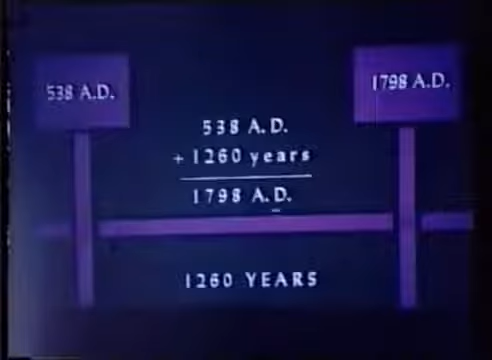 538 A.D.
1798 A.D.
538 A.D.
+ 1260 years
1798 A.D.
1260 YEARS